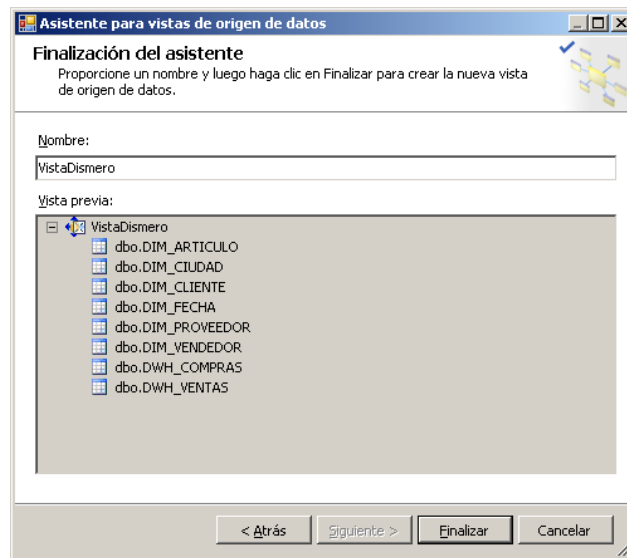 Asistente para vistas de origen de datos
Finalización del asistente
Proporcione un nombre y luego haga clic en Finalizar para crear la nueva vista
de origen de datos.
Nombre:
VistaDismero
Vista previa:
VistaDismero
dbo.DIM_ARTICULO
dbo.DIM_CIUDAD
dbo.DIM_CLIENTE
dbo.DIM_FECHA
dbo.DIM_PROVEEDOR
dbo.DIM_VENDEDOR
dbo.DWH_COMPRAS
dbo.DWH_VENTAS
< Atrás Siguiente > Finalizar Cancelar